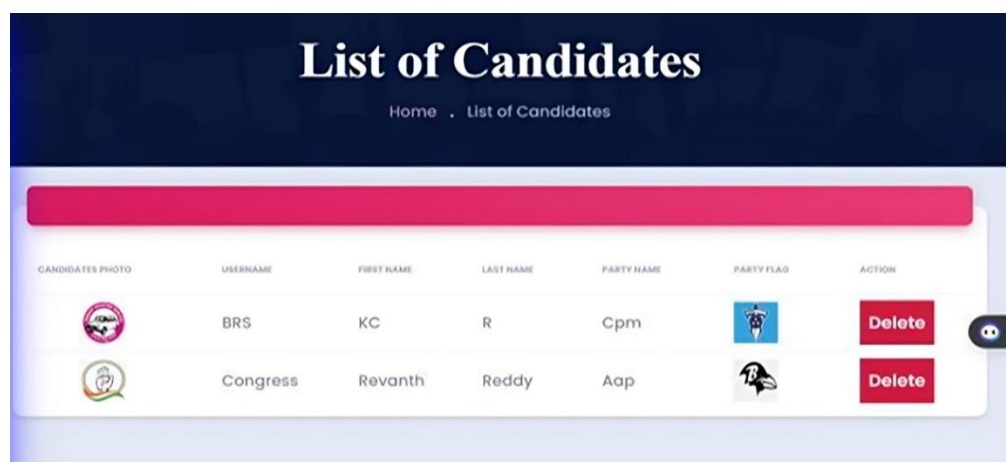 List of Candidates
Home . List of Candidates
CANDIDATES PHOTO USERNAME FIRST NAME LAST NAME PARTY NAME PARTY FLAG ACTION
BRS KC R Cpm Delete
Congress Revanth Reddy Aap Delete